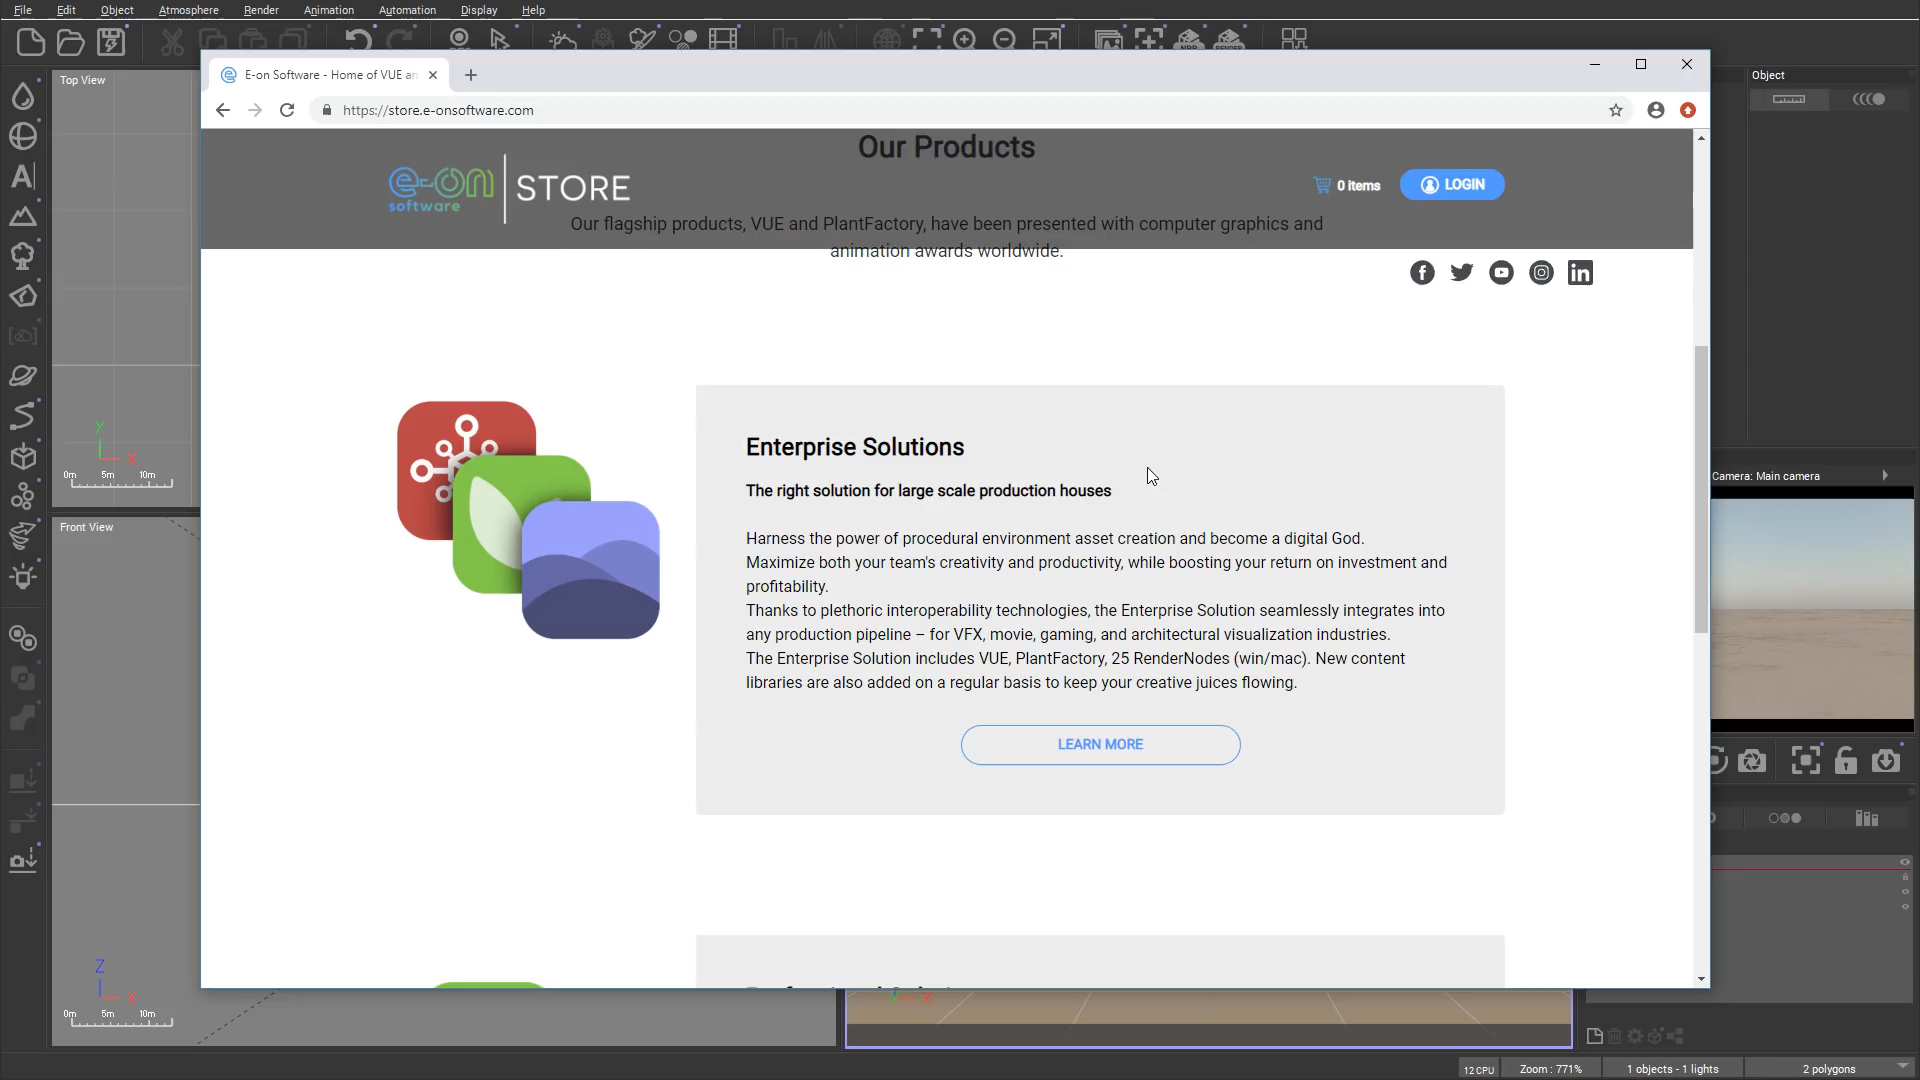 File Edit Object Atmosphere Render Animation Automation Display Help
E-on Software - Home of VUE an
https://store.e-onsoftware.com
Top View
Object
Our Products
e-on software STORE
0 Items
LOGIN
Our flagship products, VUE and PlantFactory, have been presented with computer graphics and
animation awards worldwide.
Enterprise Solutions
The right solution for large scale production houses
Harness the power of procedural environment asset creation and become a digital God.
Maximize both your team's creativity and productivity, while boosting your return on investment and
profitability.
Thanks to plethoric interoperability technologies, the Enterprise Solution seamlessly integrates into
any production pipeline – for VFX, movie, gaming, and architectural visualization industries.
The Enterprise Solution includes VUE, PlantFactory, 25 RenderNodes (win/mac). New content
libraries are also added on a regular basis to keep your creative juices flowing.
LEARN MORE
Y
X
0m 5m 10m
Camera: Main camera
Front View
Z
X
0m 5m 10m
Y X
12 CPU
Zoom : 771%
1 objects - 1 lights
2 polygons